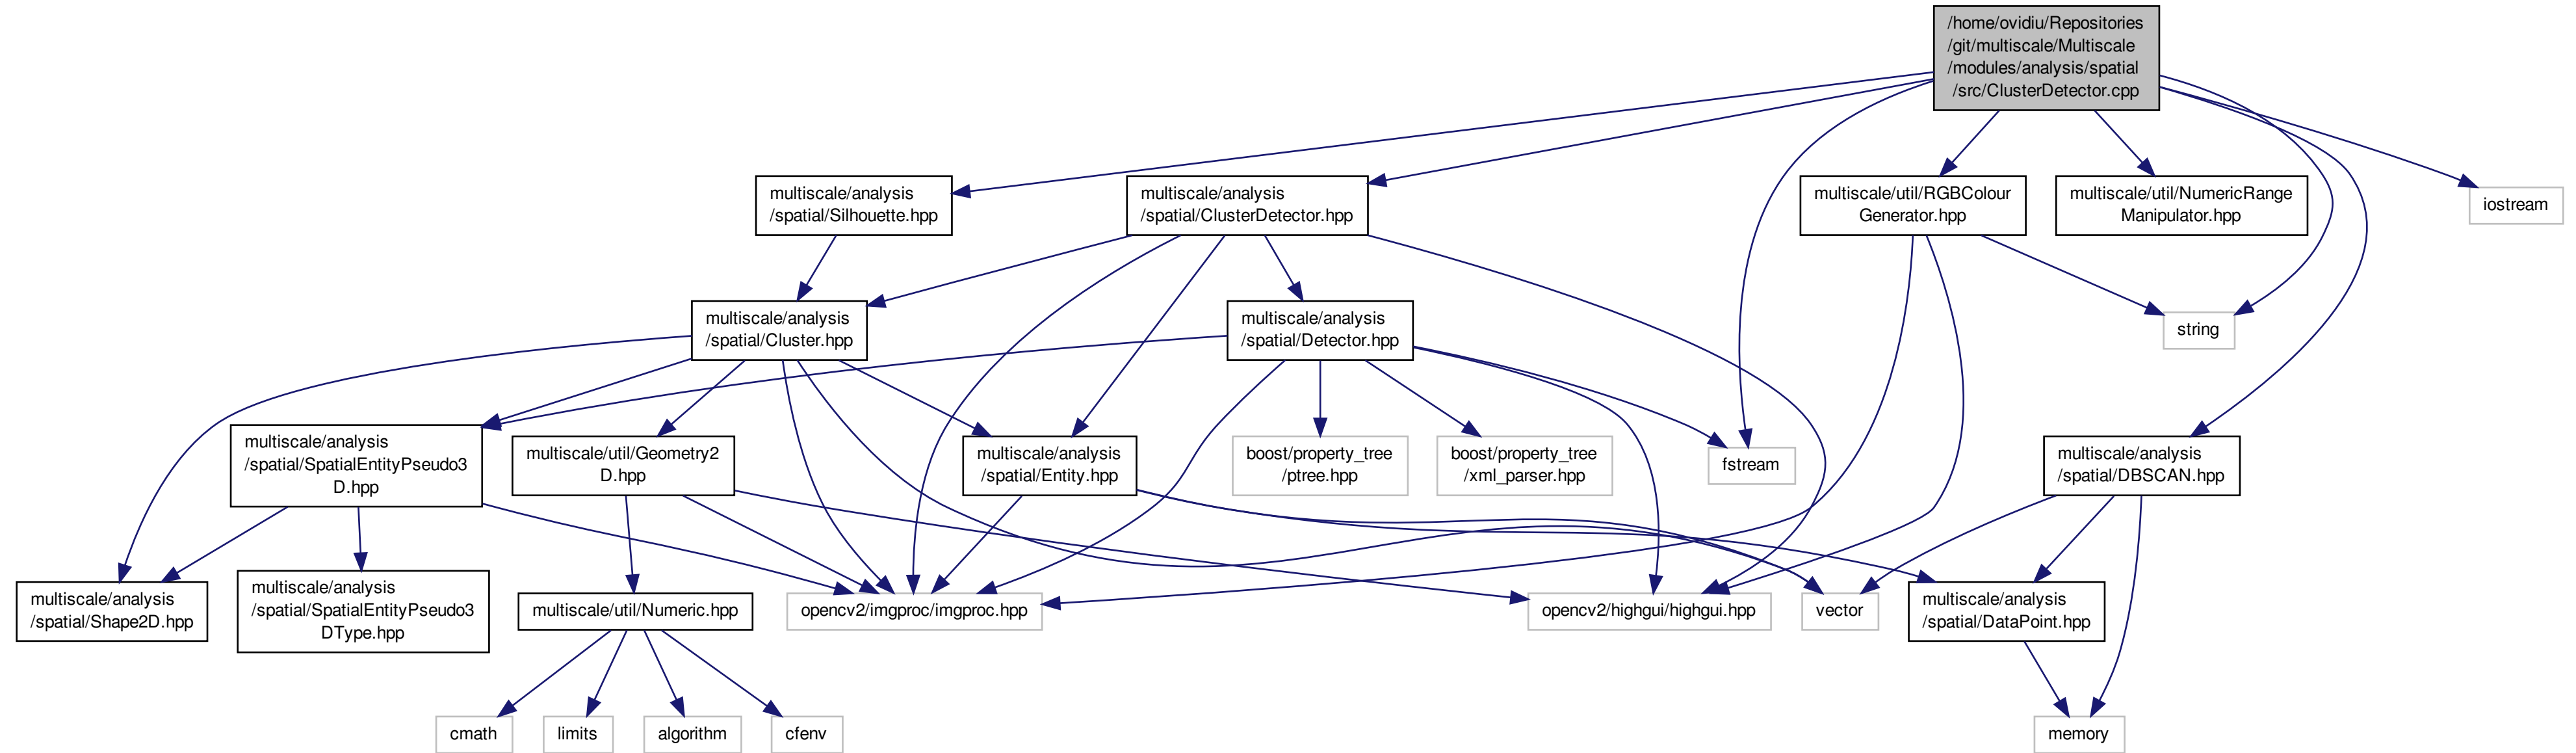 /home/ovidiu/Repositories
/git/multiscale/Multiscale
/modules/analysis/spatial
/src/ClusterDetector.cpp
multiscale/analysis
/spatial/Silhouette.hpp
multiscale/analysis
/spatial/ClusterDetector.hpp
multiscale/util/RGBColour
Generator.hpp
multiscale/util/NumericRange
Manipulator.hpp
iostream
multiscale/analysis
/spatial/Cluster.hpp
multiscale/analysis
/spatial/Detector.hpp
string
multiscale/analysis
/spatial/SpatialEntityPseudo3
D.hpp
multiscale/util/Geometry2
D.hpp
multiscale/analysis
/spatial/Entity.hpp
boost/property_tree
/ptree.hpp
boost/property_tree
/xml_parser.hpp
fstream
multiscale/analysis
/spatial/DBSCAN.hpp
multiscale/analysis
/spatial/Shape2D.hpp
multiscale/analysis
/spatial/SpatialEntityPseudo3
DType.hpp
multiscale/util/Numeric.hpp
opencv2/imgproc/imgproc.hpp
opencv2/highgui/highgui.hpp
vector
multiscale/analysis
/spatial/DataPoint.hpp
cmath
limits
algorithm
cfenv
memory